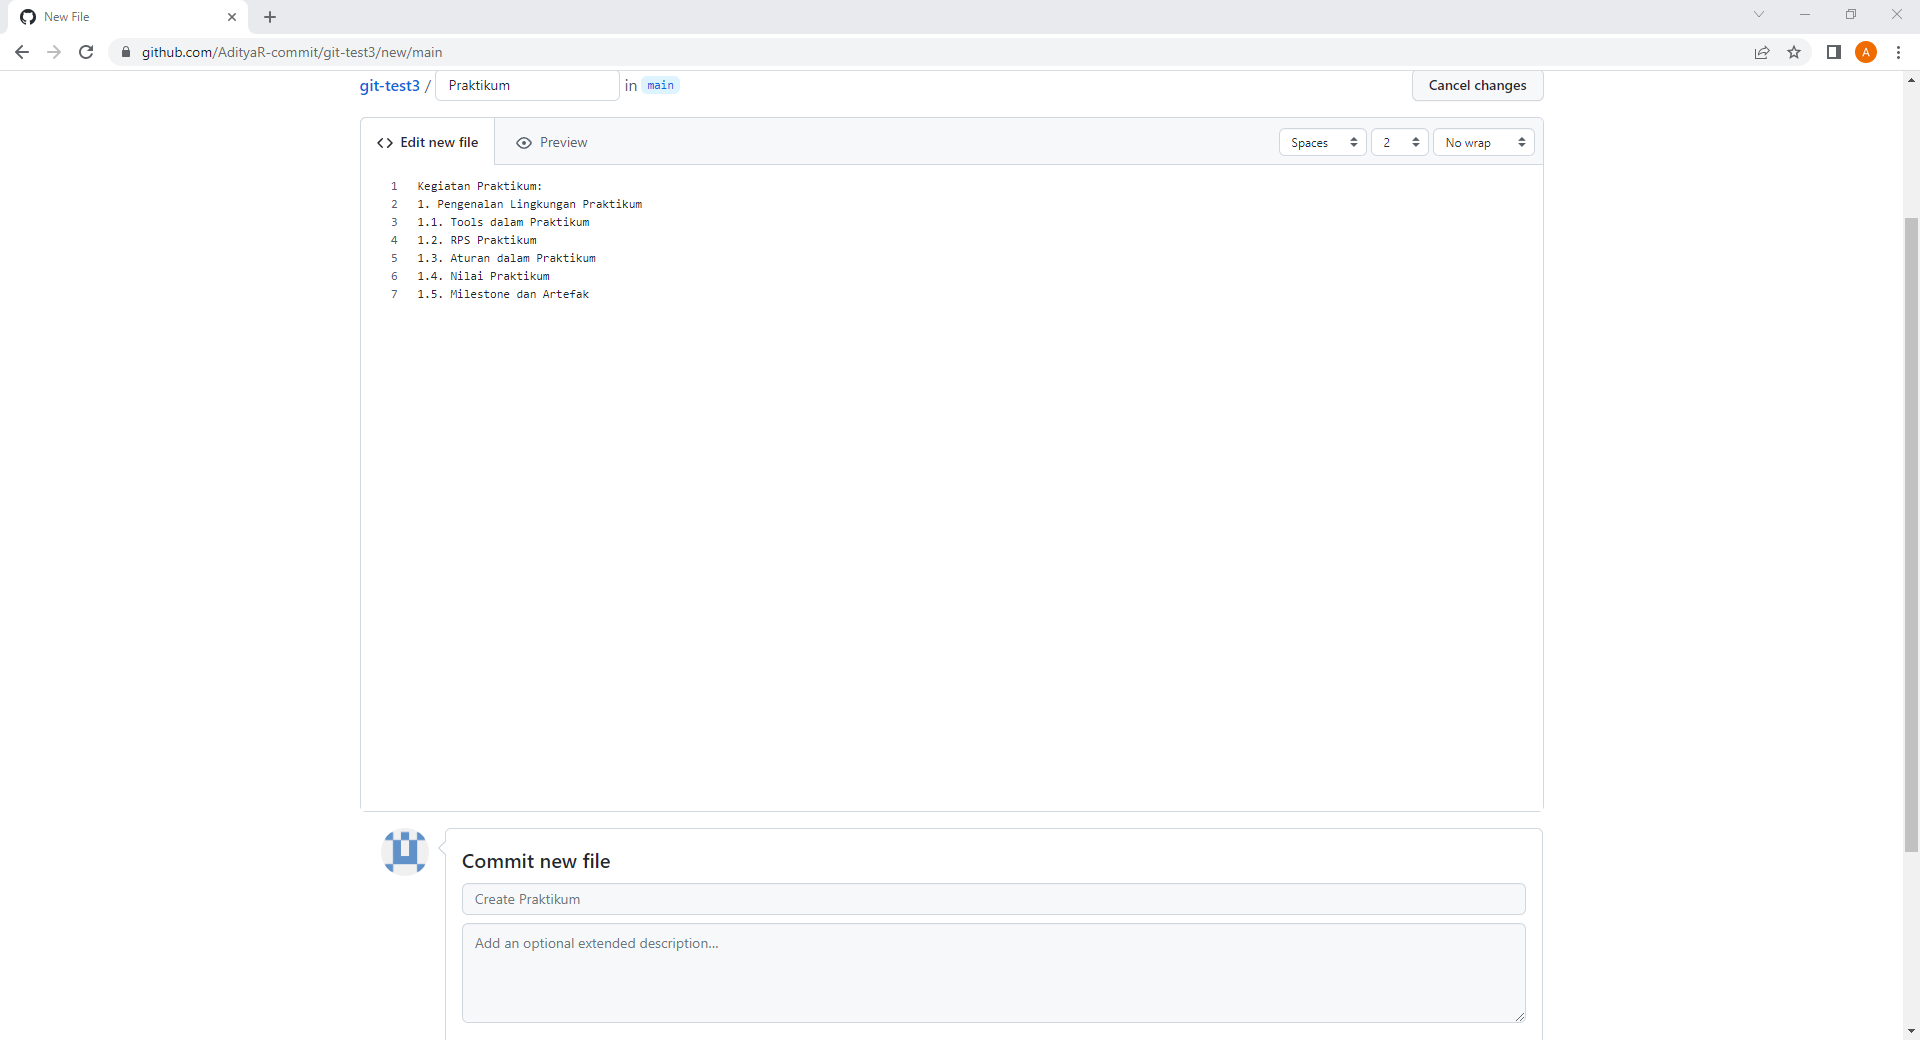 New File
github.com/AdityaR-commit/git-test3/new/main
A
git-test3 / Praktikum in main
Cancel changes
Edit new file
Preview
Spaces
2
No wrap
1 Kegiatan Praktikum:
2 1. Pengenalan Lingkungan Praktikum
3 1.1. Tools dalam Praktikum
4 1.2. RPS Praktikum
5 1.3. Aturan dalam Praktikum
6 1.4. Nilai Praktikum
7 1.5. Milestone dan Artefak
Commit new file
Create Praktikum
Add an optional extended description...